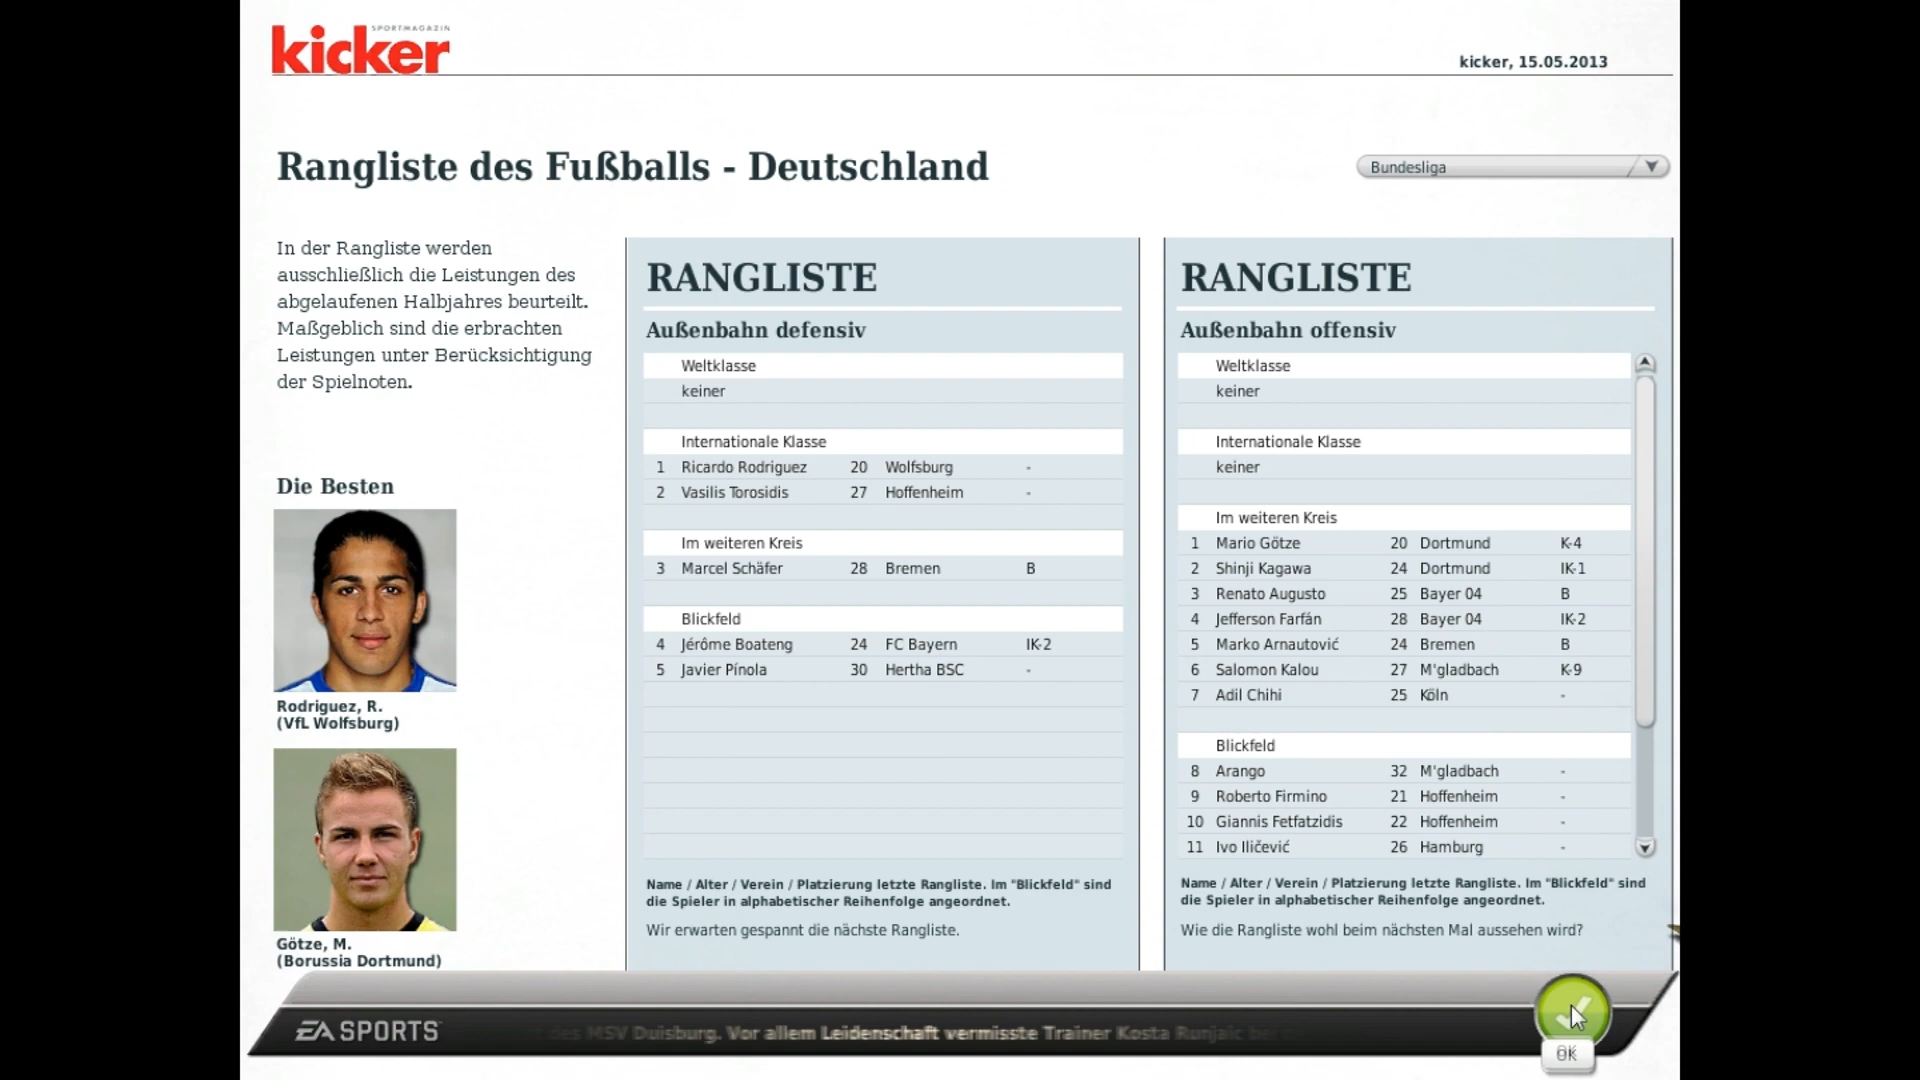 SPORTMAGAZIN
kicker
kicker, 15.05.2013
Rangliste des Fußballs - Deutschland
Bundesliga
In der Rangliste werden
ausschließlich die Leistungen des
abgelaufenen Halbjahres beurteilt.
Maßgeblich sind die erbrachten
Leistungen unter Berücksichtigung
der Spielnoten.
Die Besten
Rodriguez, R.
(VfL Wolfsburg)
Götze, M.
(Borussia Dortmund)
RANGLISTE
Außenbahn defensiv
Weltklasse
keiner
Internationale Klasse
1 Ricardo Rodriguez 20 Wolfsburg -
2 Vasilis Torosidis 27 Hoffenheim -
Im weiteren Kreis
3 Marcel Schäfer 28 Bremen B
Blickfeld
4 Jérôme Boateng 24 FC Bayern IK-2
5 Javier Pínola 30 Hertha BSC -
Name / Alter / Verein / Platzierung letzte Rangliste. Im "Blickfeld" sind
die Spieler in alphabetischer Reihenfolge angeordnet.
Wir erwarten gespannt die nächste Rangliste.
RANGLISTE
Außenbahn offensiv
Weltklasse
keiner
Internationale Klasse
keiner
Im weiteren Kreis
1 Mario Götze 20 Dortmund K-4
2 Shinji Kagawa 24 Dortmund IK-1
3 Renato Augusto 25 Bayer 04 B
4 Jefferson Farfán 28 Bayer 04 IK-2
5 Marko Arnautović 24 Bremen B
6 Salomon Kalou 27 M'gladbach K-9
7 Adil Chihi 25 Köln -
Blickfeld
8 Arango 32 M'gladbach -
9 Roberto Firmino 21 Hoffenheim -
10 Giannis Fetfatzidis 22 Hoffenheim -
11 Ivo Iličević 26 Hamburg -
Name / Alter / Verein / Platzierung letzte Rangliste. Im "Blickfeld" sind
die Spieler in alphabetischer Reihenfolge angeordnet.
Wie die Rangliste wohl beim nächsten Mal aussehen wird?
EA SPORTS
des MSV Duisburg. Vor allem Leidenschaft vermisste Trainer Kosta Runjaic bei
OK